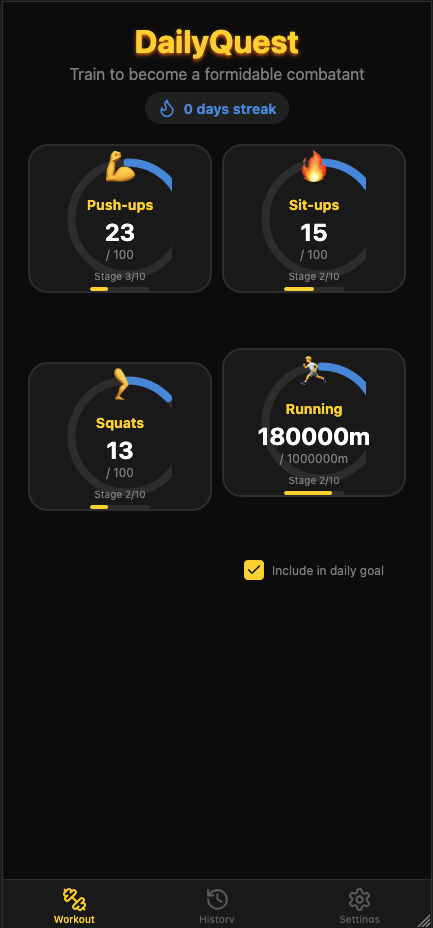 DailyQuest
Train to become a formidable combatant
0 days streak
Push-ups
23
/ 100
Stage 3/10
Sit-ups
15
/ 100
Stage 2/10
Squats
13
/ 100
Stage 2/10
Running
180000m
/ 1000000m
Stage 2/10
Include in daily goal
Workout
History
Settings